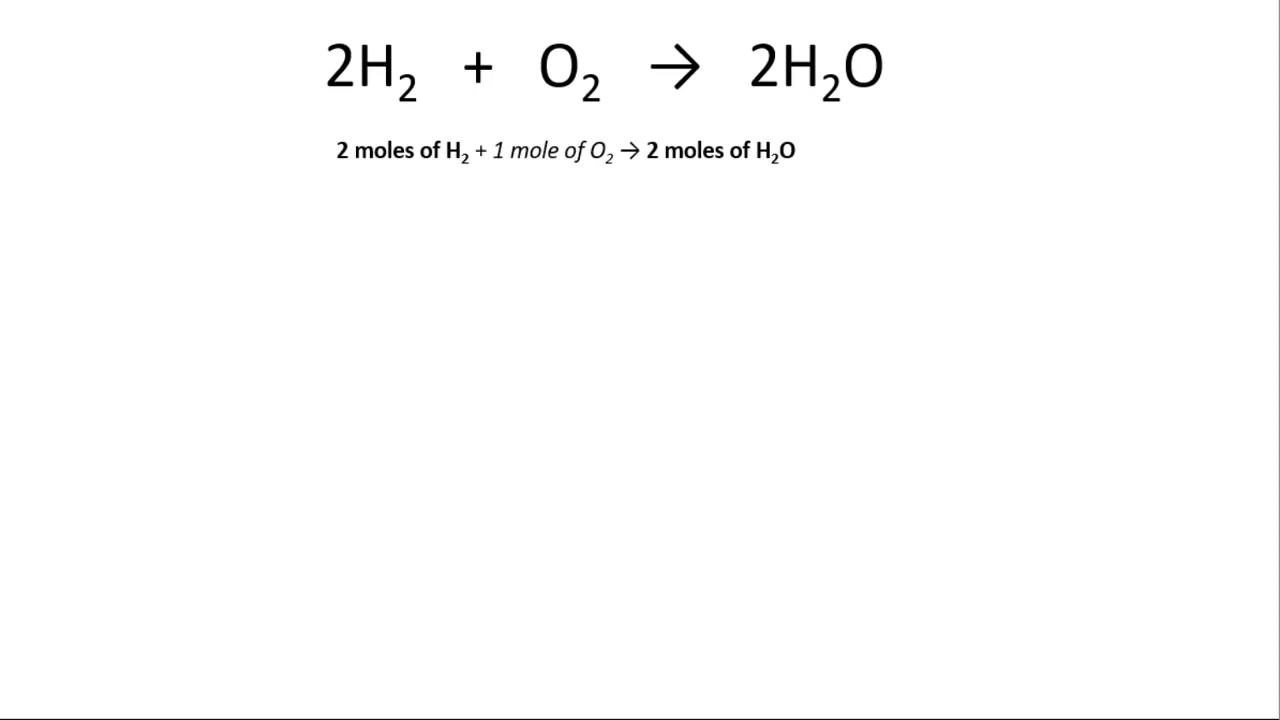 2H₂ + O₂ → 2H₂O
2 moles of H₂ + 1 mole of O₂ → 2 moles of H₂O